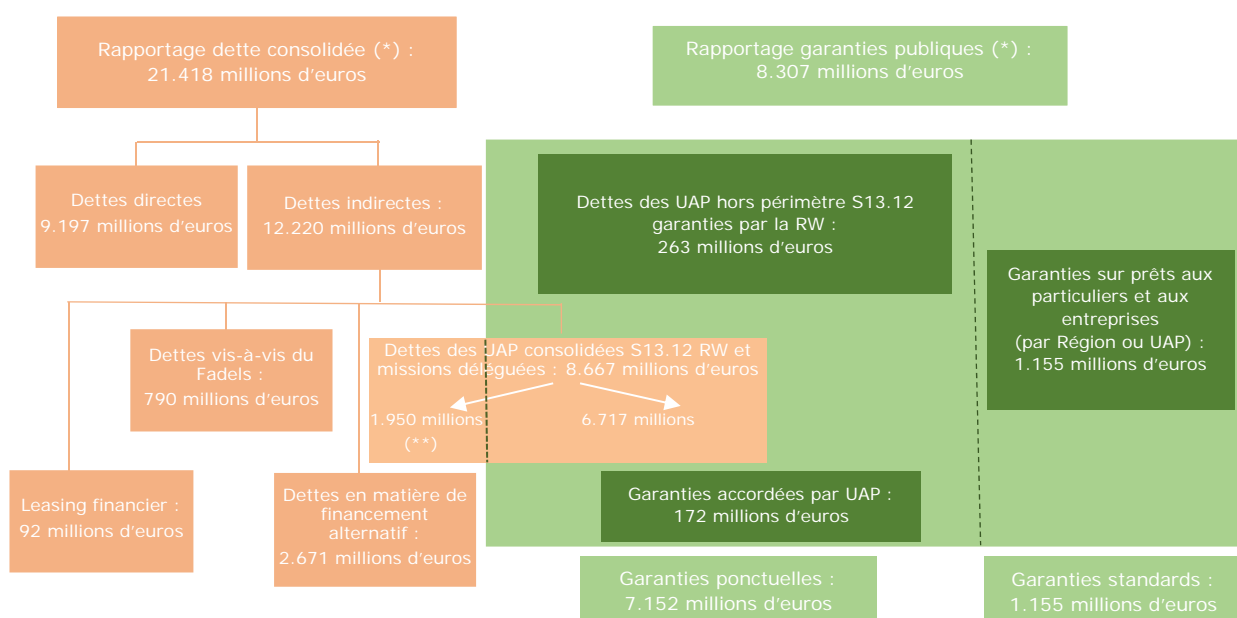 Rapportage dette consolidée (*) :
21.418 millions d'euros
Rapportage garanties publiques (*) :
8.307 millions d'euros
Dettes directes
9.197 millions d'euros
Dettes indirectes :
12.220 millions d'euros
Dettes des UAP hors périmètre S13.12
garanties par la RW :
263 millions d'euros
Garanties sur prêts aux
particuliers et aux
entreprises
(par Région ou UAP) :
1.155 millions d'euros
Dettes vis-à-vis du
Fadels :
790 millions d'euros
Dettes des UAP consolidées S13.12 RW et
missions déléguées : 8.667 millions d'euros
1.950 millions
(**)
6.717 millions
Leasing financier :
92 millions d'euros
Dettes en matière de
financement
alternatif :
2.671 millions d'euros
Garanties accordées par UAP :
172 millions d'euros
Garanties ponctuelles :
7.152 millions d'euros
Garanties standards :
1.155 millions d'euros